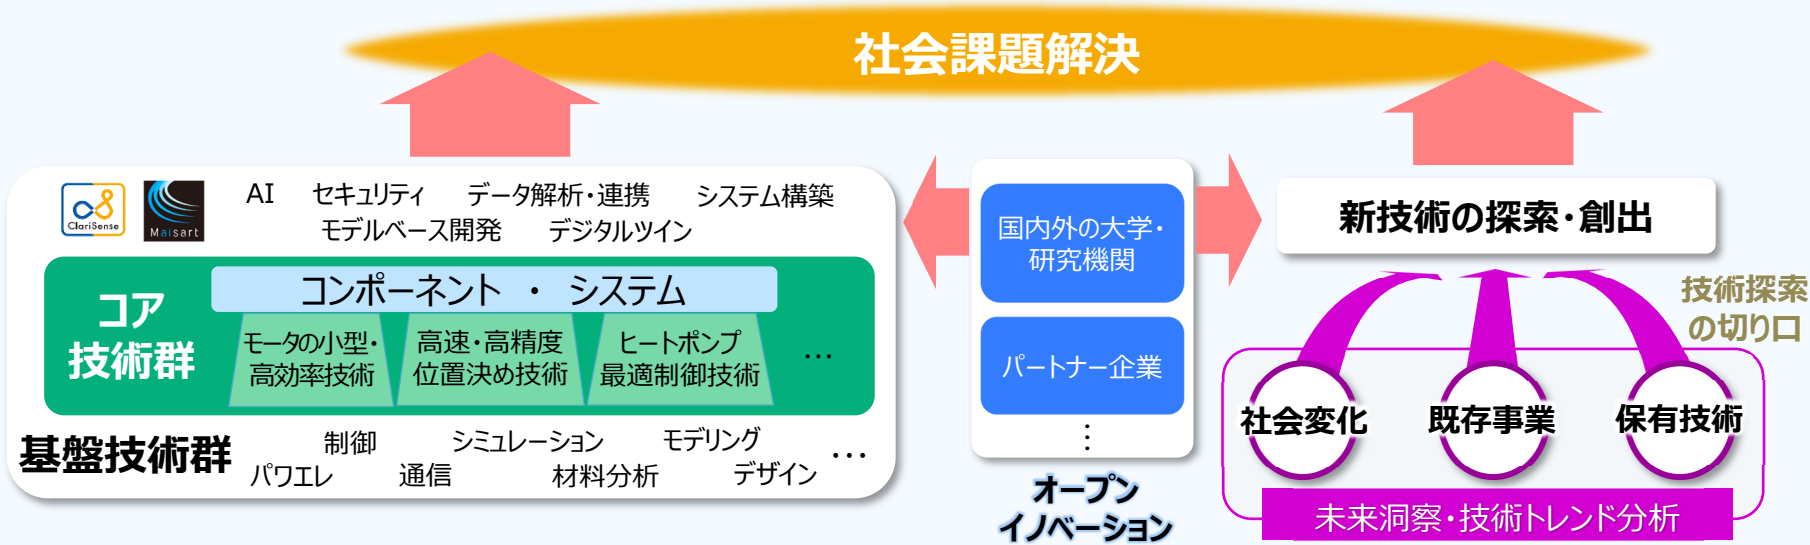 社会課題解決
ClariSense
Maisart
AI セキュリティ データ解析・連携 システム構築
モデルベース開発 デジタルツイン
コア
技術群
コンポーネント ・ システム
モータの小型・
高効率技術
高速・高精度
位置決め技術
ヒートポンプ
最適制御技術
…
基盤技術群
制御 シミュレーション モデリング
パワエレ 通信 材料分析 デザイン …
国内外の大学・
研究機関
パートナー企業
⋮
オープン
イノベーション
新技術の探索・創出
技術探索
の切り口
社会変化
既存事業
保有技術
未来洞察・技術トレンド分析